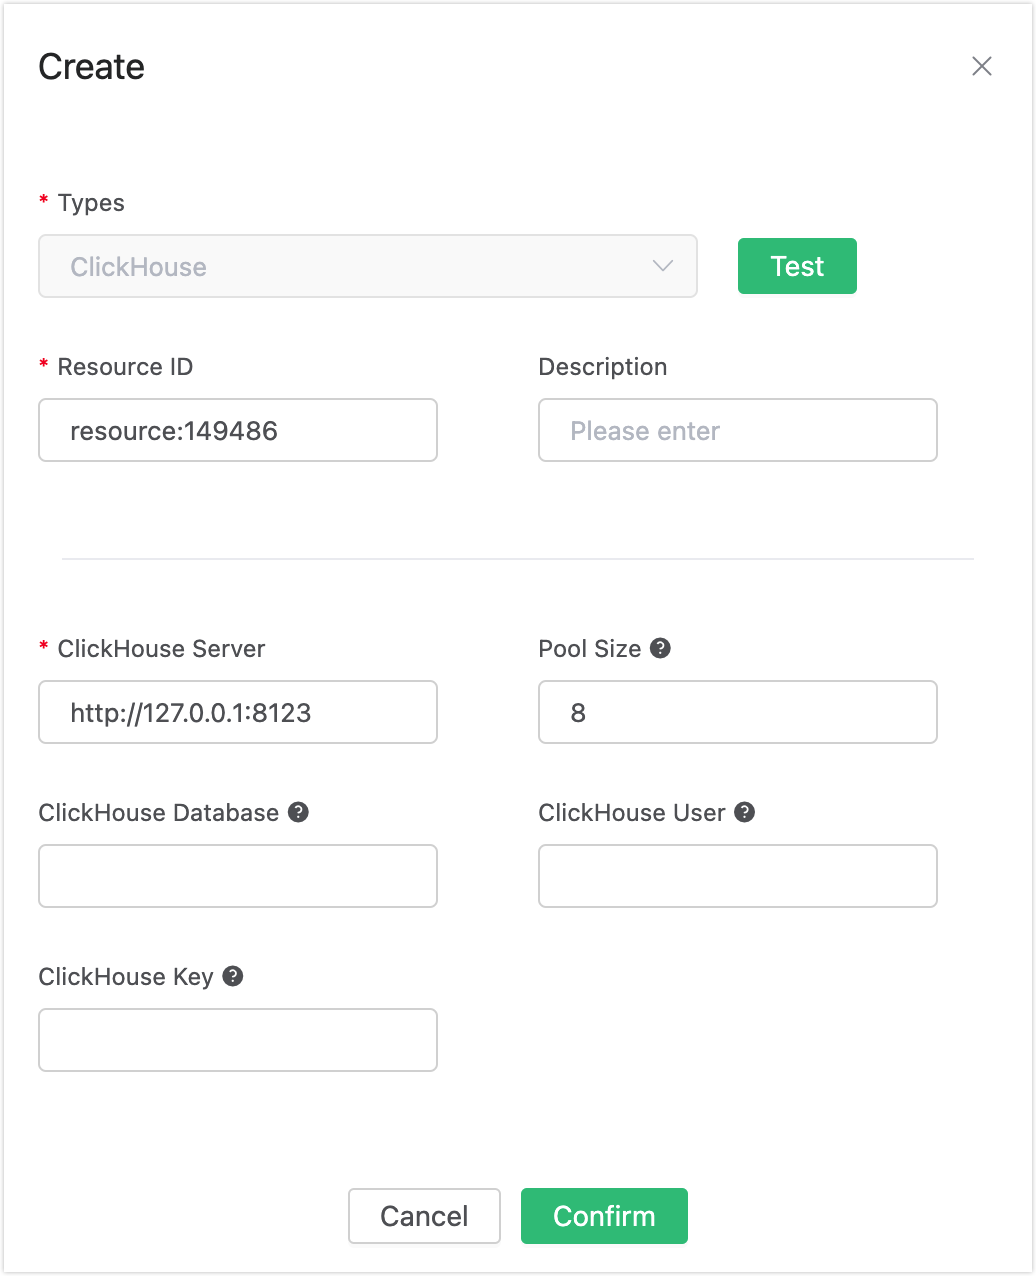 Create
* Types
ClickHouse
Test
* Resource ID
Description
resource:149486
Please enter
* ClickHouse Server
Pool Size ?
http://127.0.0.1:8123
8
ClickHouse Database ?
ClickHouse User ?
ClickHouse Key ?
Cancel
Confirm